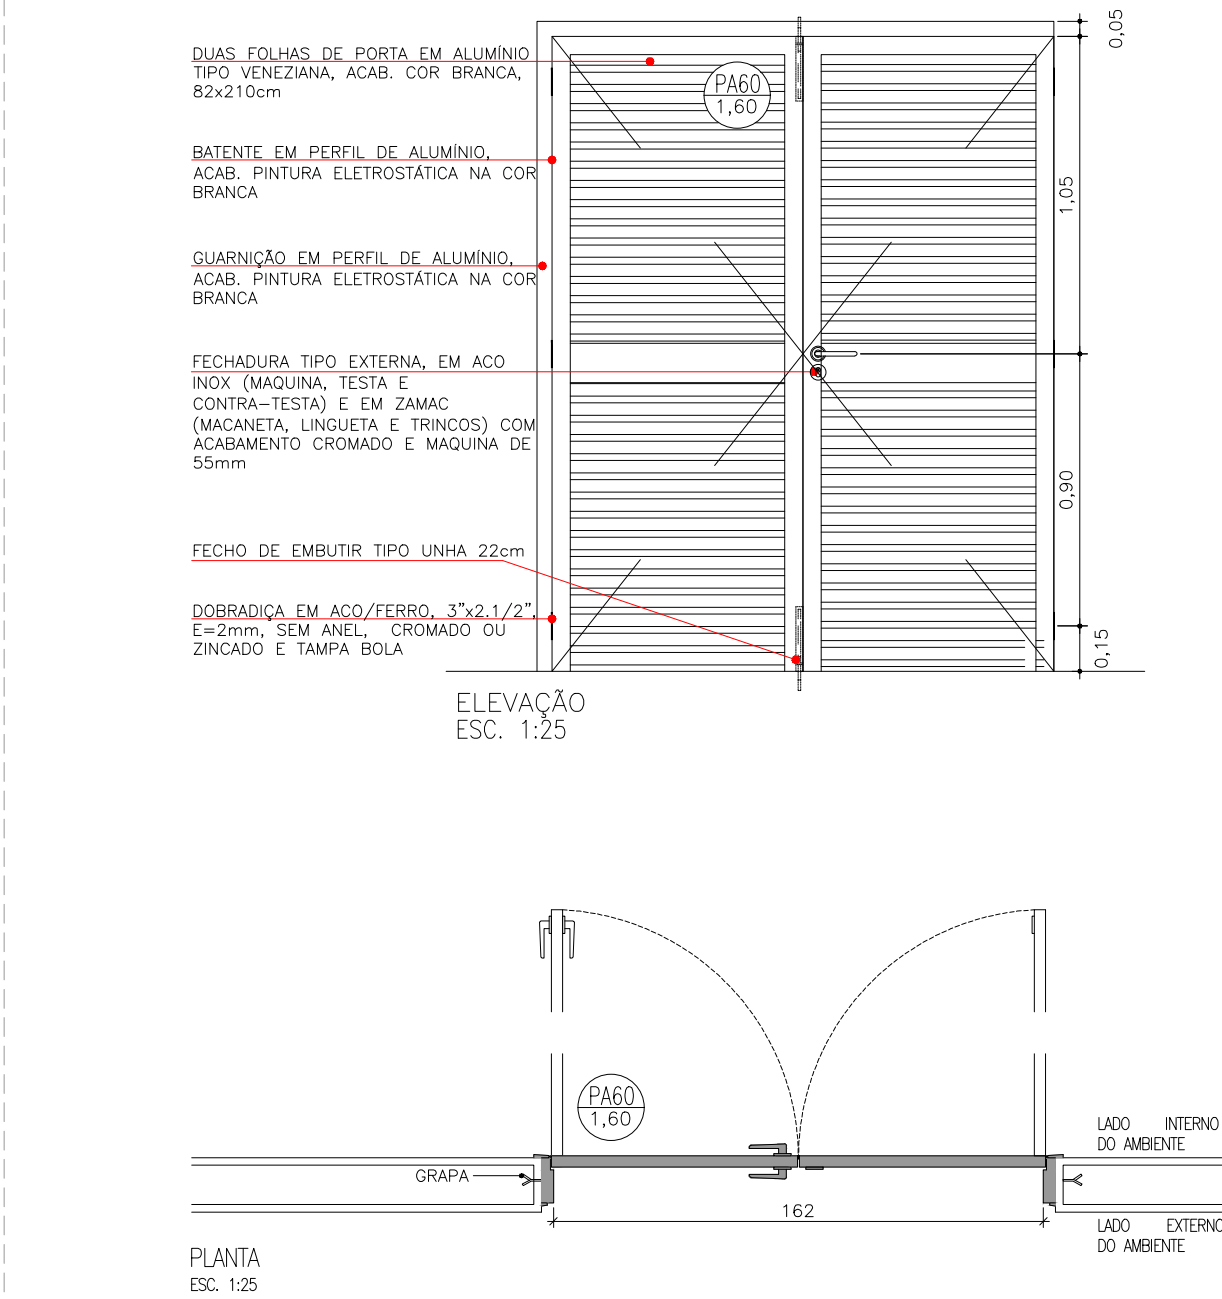 DUAS FOLHAS DE PORTA EM ALUMÍNIO
TIPO VENEZIANA, ACAB. COR BRANCA,
82x210cm
BATENTE EM PERFIL DE ALUMÍNIO,
ACAB. PINTURA ELETROSTÁTICA NA COR
BRANCA
GUARNIÇÃO EM PERFIL DE ALUMÍNIO,
ACAB. PINTURA ELETROSTÁTICA NA COR
BRANCA
FECHADURA TIPO EXTERNA, EM ACO
INOX (MAQUINA, TESTA E
CONTRA-TESTA) E EM ZAMAC
(MACANETA, LINGUETA E TRINCOS) COM
ACABAMENTO CROMADO E MAQUINA DE
55mm
FECHO DE EMBUTIR TIPO UNHA 22cm
DOBRADIÇA EM ACO/FERRO, 3"x2.1/2",
E=2mm, SEM ANEL, CROMADO OU
ZINCADO E TAMPA BOLA
PA60
1,60
0,05
1,05
0,90
0,15
ELEVAÇÃO
ESC. 1:25
PA60
1,60
GRAPA
162
LADO INTERNO
DO AMBIENTE
LADO EXTERNO
DO AMBIENTE
PLANTA
ESC. 1:25